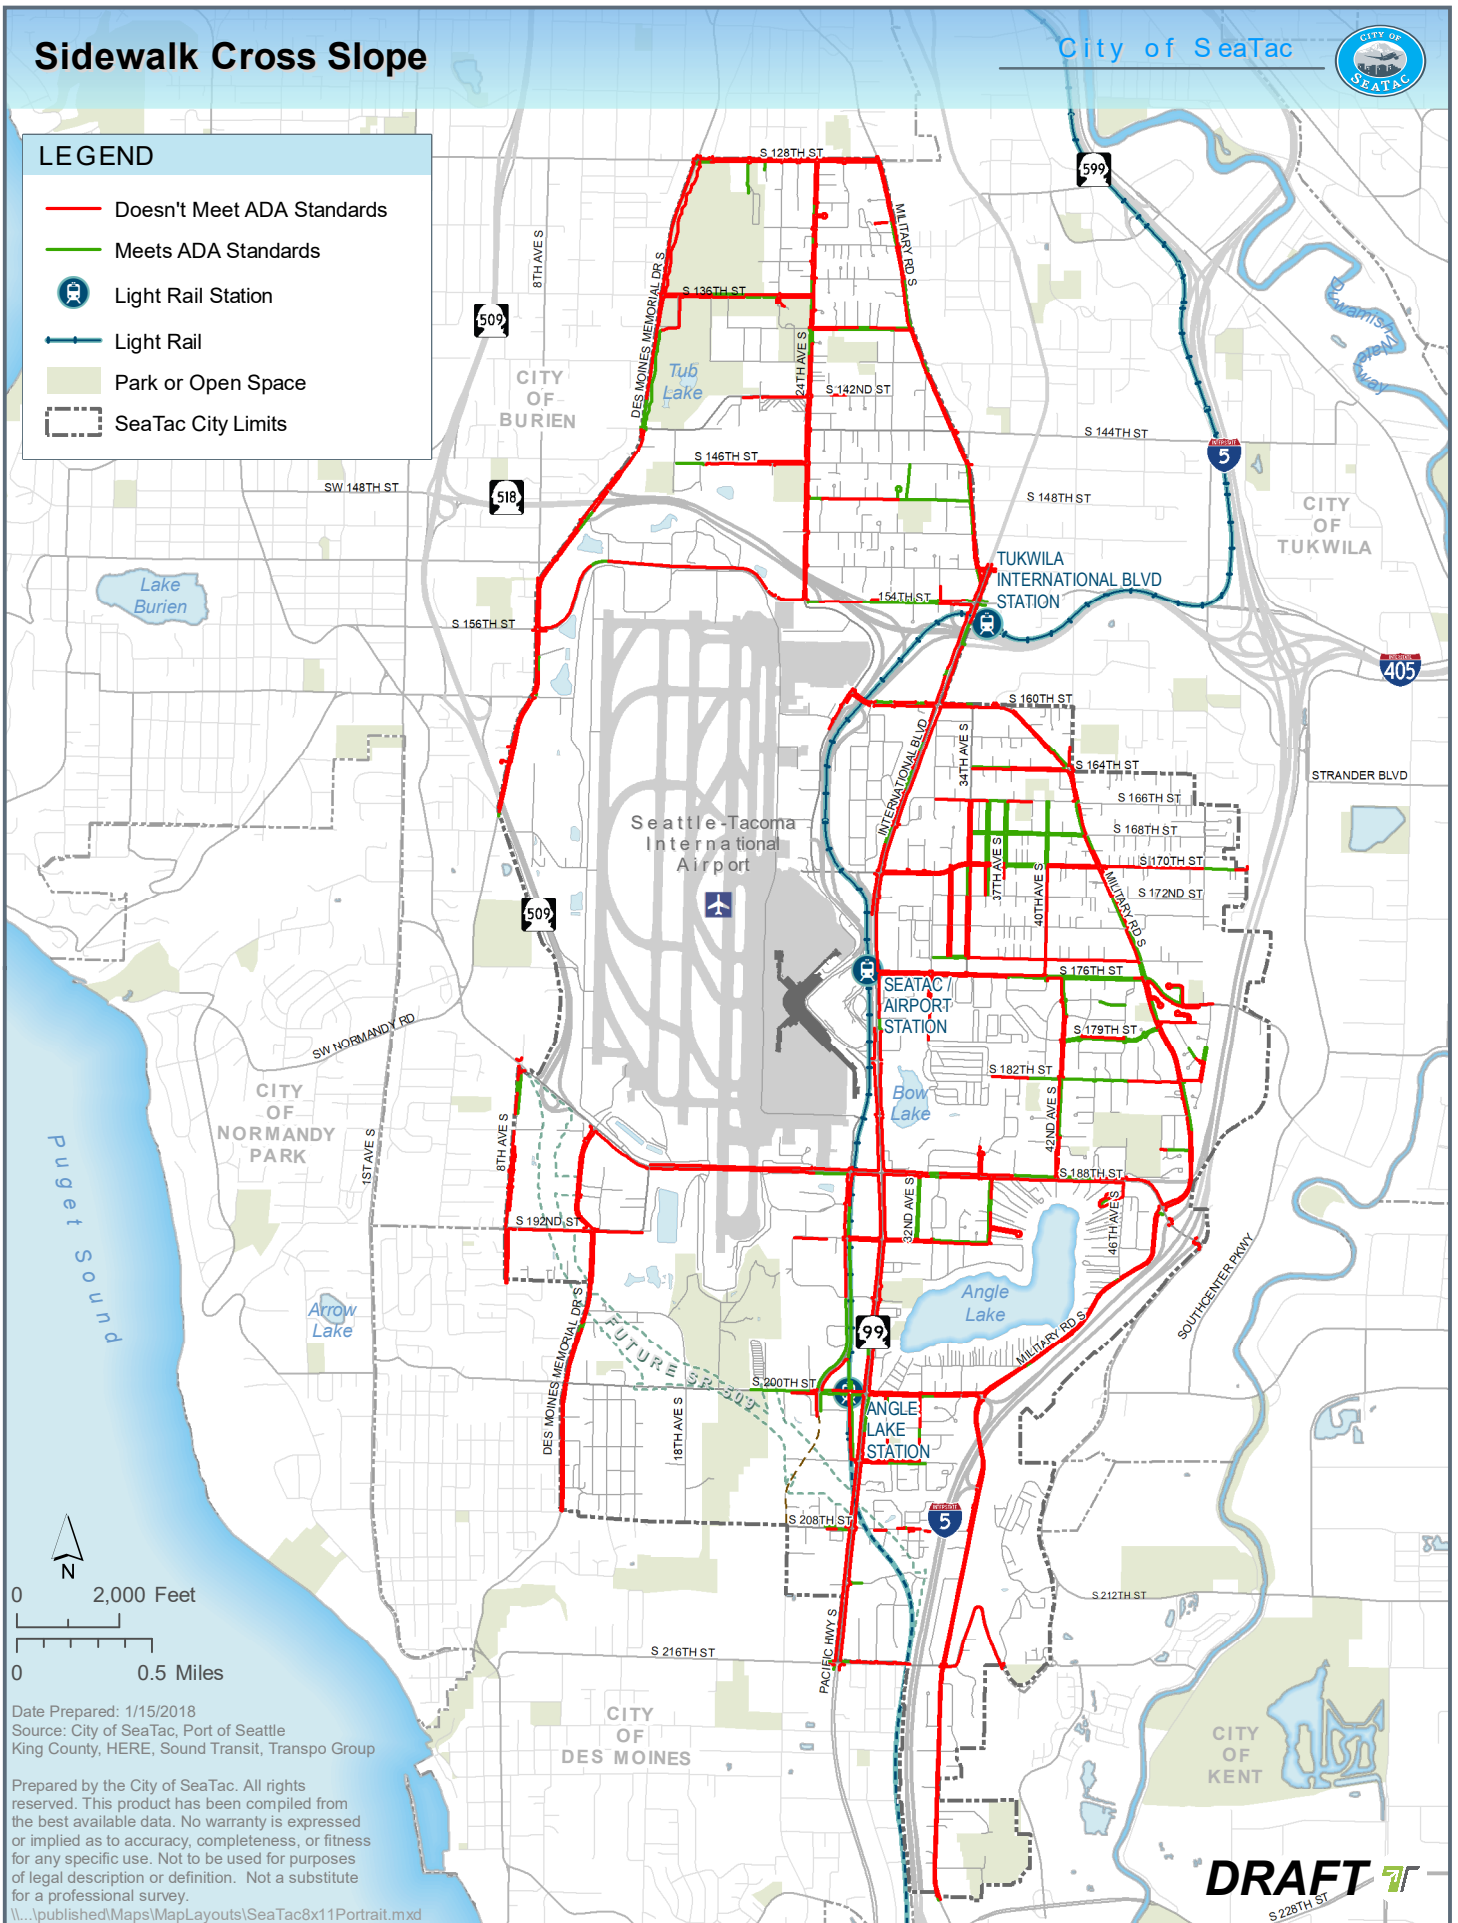 Sidewalk Cross Slope
City of SeaTac
CITY OF
SEATAC
LEGEND
Doesn't Meet ADA Standards
Meets ADA Standards
Light Rail Station
Light Rail
Park or Open Space
SeaTac City Limits
S 128TH ST
599
8TH AVE S
MILITARY RD S
DES MOINES MEMORIAL DR S
S 136TH ST
509
Duwamish
Waterway
24TH AVE S
CITY
OF
BURIEN
Tub
Lake
S 142ND ST
S 144TH ST
INTERSTATE
5
S 146TH ST
SW 148TH ST
518
S 148TH ST
CITY
OF
TUKWILA
TUKWILA
INTERNATIONAL BLVD
STATION
Lake
Burien
154TH ST
S 156TH ST
INTERSTATE
405
S 160TH ST
INTERNATIONAL BLVD
34TH AVE S
S 164TH ST
STRANDER BLVD
S 166TH ST
Seattle-Tacoma
International
Airport
S 168TH ST
37TH AVE S
S 170TH ST
40TH AVE S
MILITARY RD S
S 172ND ST
509
S 176TH ST
SEATAC /
AIRPORT
STATION
SW NORMANDY RD
S 179TH ST
S 182TH ST
CITY
OF
NORMANDY
PARK
Bow
Lake
8TH AVE S
1ST AVE S
42ND AVE S
S 188TH ST
32ND AVE S
46TH AVE S
S 192ND ST
Puget Sound
SOUTHCENTER PKWY
Angle
Lake
Arrow
Lake
DES MOINES MEMORIAL DR S
FUTURE SR 509
99
MILITARY RD S
S 200TH ST
18TH AVE S
ANGLE
LAKE
STATION
INTERSTATE
5
S 208TH ST
N
0 2,000 Feet
S 212TH ST
PACIFIC HWY S
S 216TH ST
0 0.5 Miles
CITY
OF
DES MOINES
CITY
OF
KENT
Date Prepared: 1/15/2018
Source: City of SeaTac, Port of Seattle
King County, HERE, Sound Transit, Transpo Group
Prepared by the City of SeaTac. All rights
reserved. This product has been compiled from
the best available data. No warranty is expressed
or implied as to accuracy, completeness, or fitness
for any specific use. Not to be used for purposes
of legal description or definition. Not a substitute
for a professional survey.
\\...\published\Maps\MapLayouts\SeaTac8x11Portrait.mxd
DRAFT
S 228TH ST